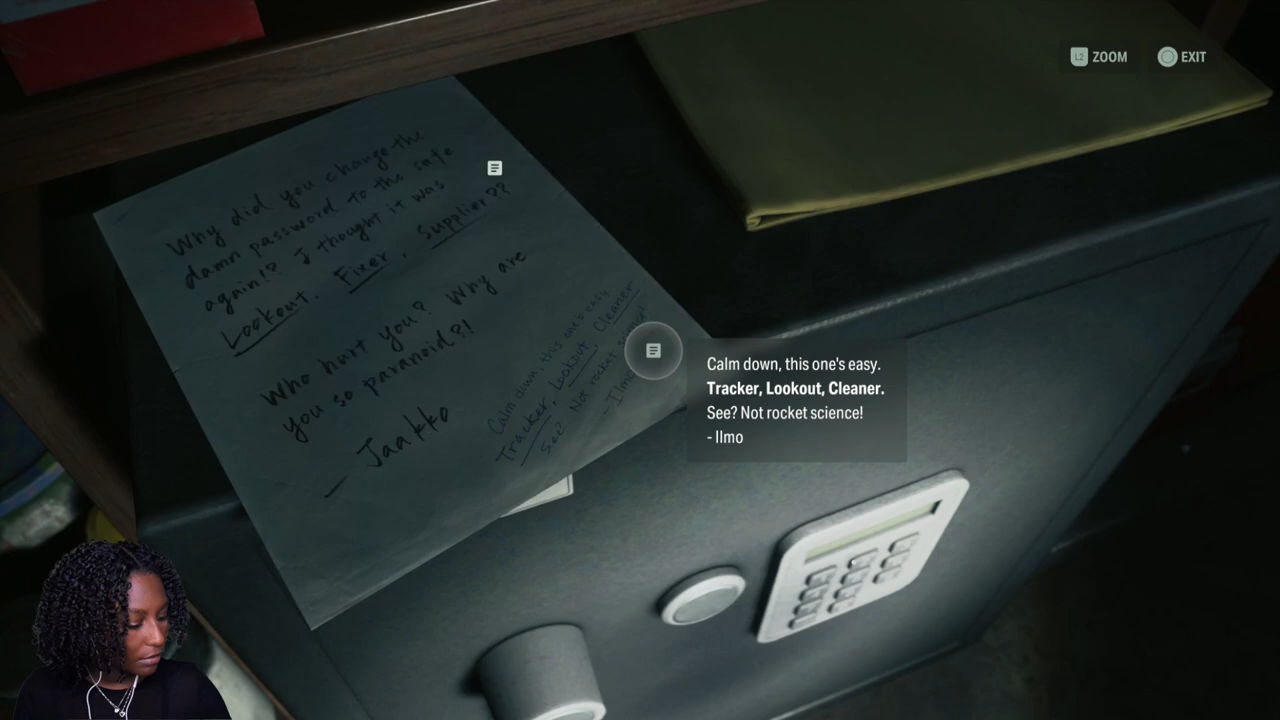 L2 ZOOM
EXIT
Why did you change the
damn password to the safe
again!? I thought it was
Lookout, Fixer, Supplier??
Who hurt you? Why are
you so paranoid?!
— Jaakko
Calm down, this one's easy.
Tracker, Lookout, Cleaner
See? Not rocket science!
- Ilmo
Calm down, this one's easy.
Tracker, Lookout, Cleaner.
See? Not rocket science!
- Ilmo